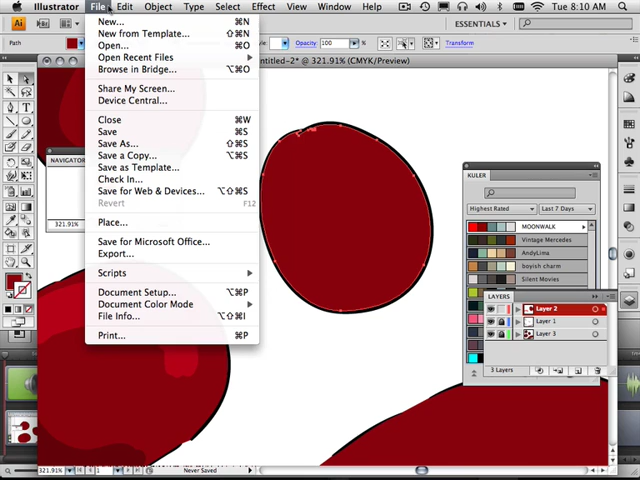 Illustrator File Edit Object Type Select Effect View Window Help Tue 8:10 AM
ESSENTIALS
Path Opacity: 100 Transform
ntitled-2* @ 321.91% (CMYK/Preview)
New... ⌘N
New from Template... ⇧⌘N
Open... ⌘O
Open Recent Files
Browse in Bridge... ⌥⌘O
Share My Screen...
Device Central...
Close ⌘W
Save ⌘S
Save As... ⇧⌘S
Save a Copy... ⌥⌘S
Save as Template...
Check In...
Save for Web & Devices... ⌥⇧⌘S
Revert F12
Place...
Save for Microsoft Office...
Export...
Scripts
Document Setup... ⌥⌘P
Document Color Mode
File Info... ⌥⇧⌘I
Print... ⌘P
NAVIGATOR
321.91%
KULER
Highest Rated Last 7 Days
MOONWALK
Vintage Mercedes
AndyLima
boyish charm
Silent Movies
LAYERS
Layer 2
Layer 1
Layer 3
3 Layers
321.91% 1 Never Saved